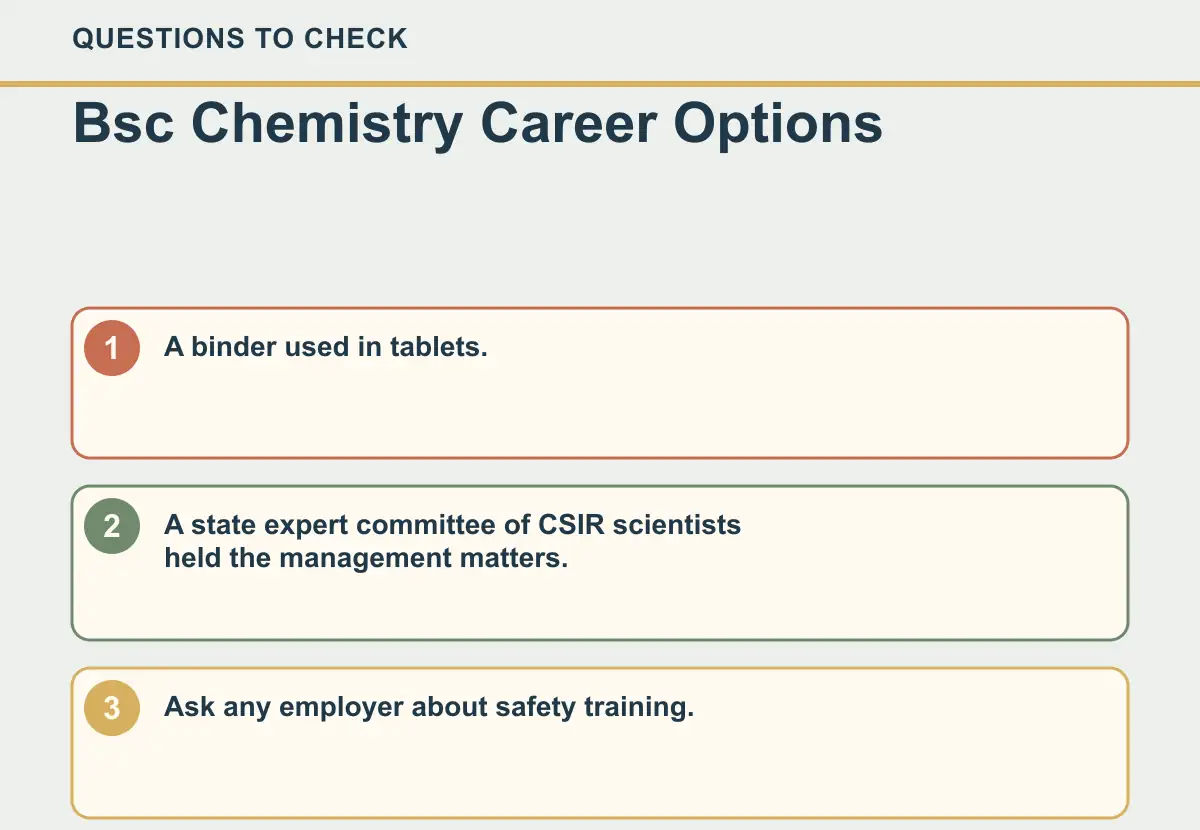 QUESTIONS TO CHECK
Bsc Chemistry Career Options
1
A binder used in tablets.
2
A state expert committee of CSIR scientists
held the management matters.
3
Ask any employer about safety training.